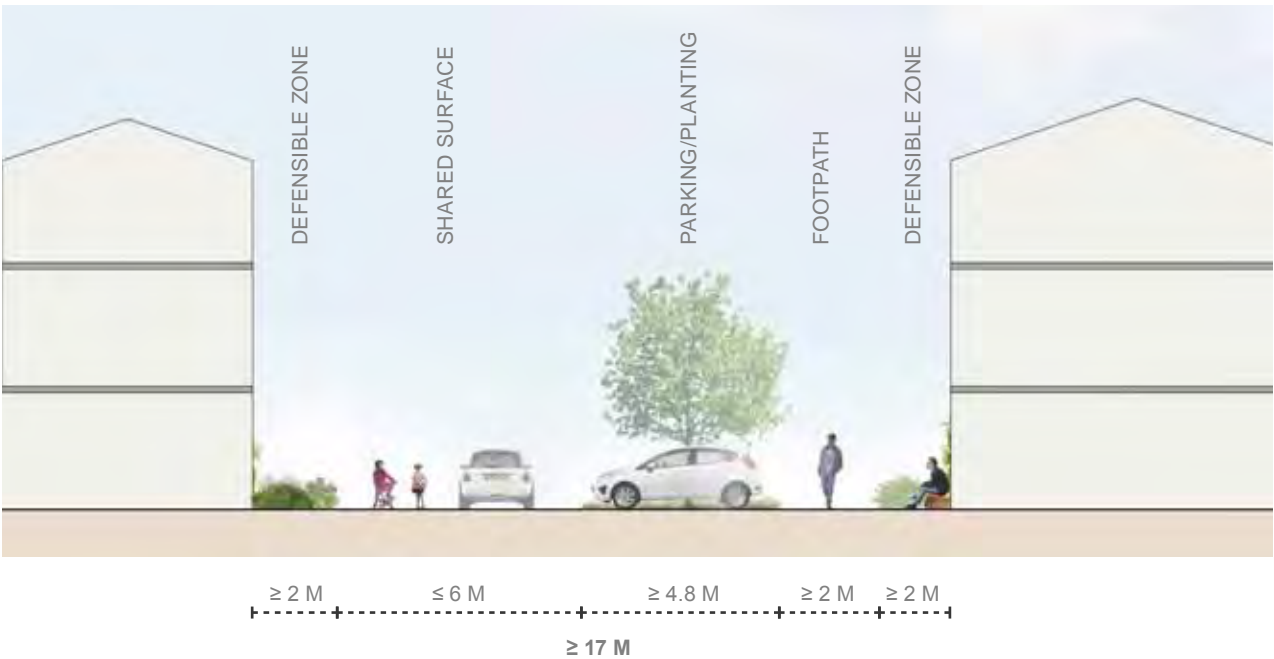 DEFENSIBLE ZONE
SHARED SURFACE
PARKING/PLANTING
FOOTPATH
DEFENSIBLE ZONE
≥ 2 M
≤ 6 M
≥ 4.8 M
≥ 2 M
≥ 2 M
≥ 17 M